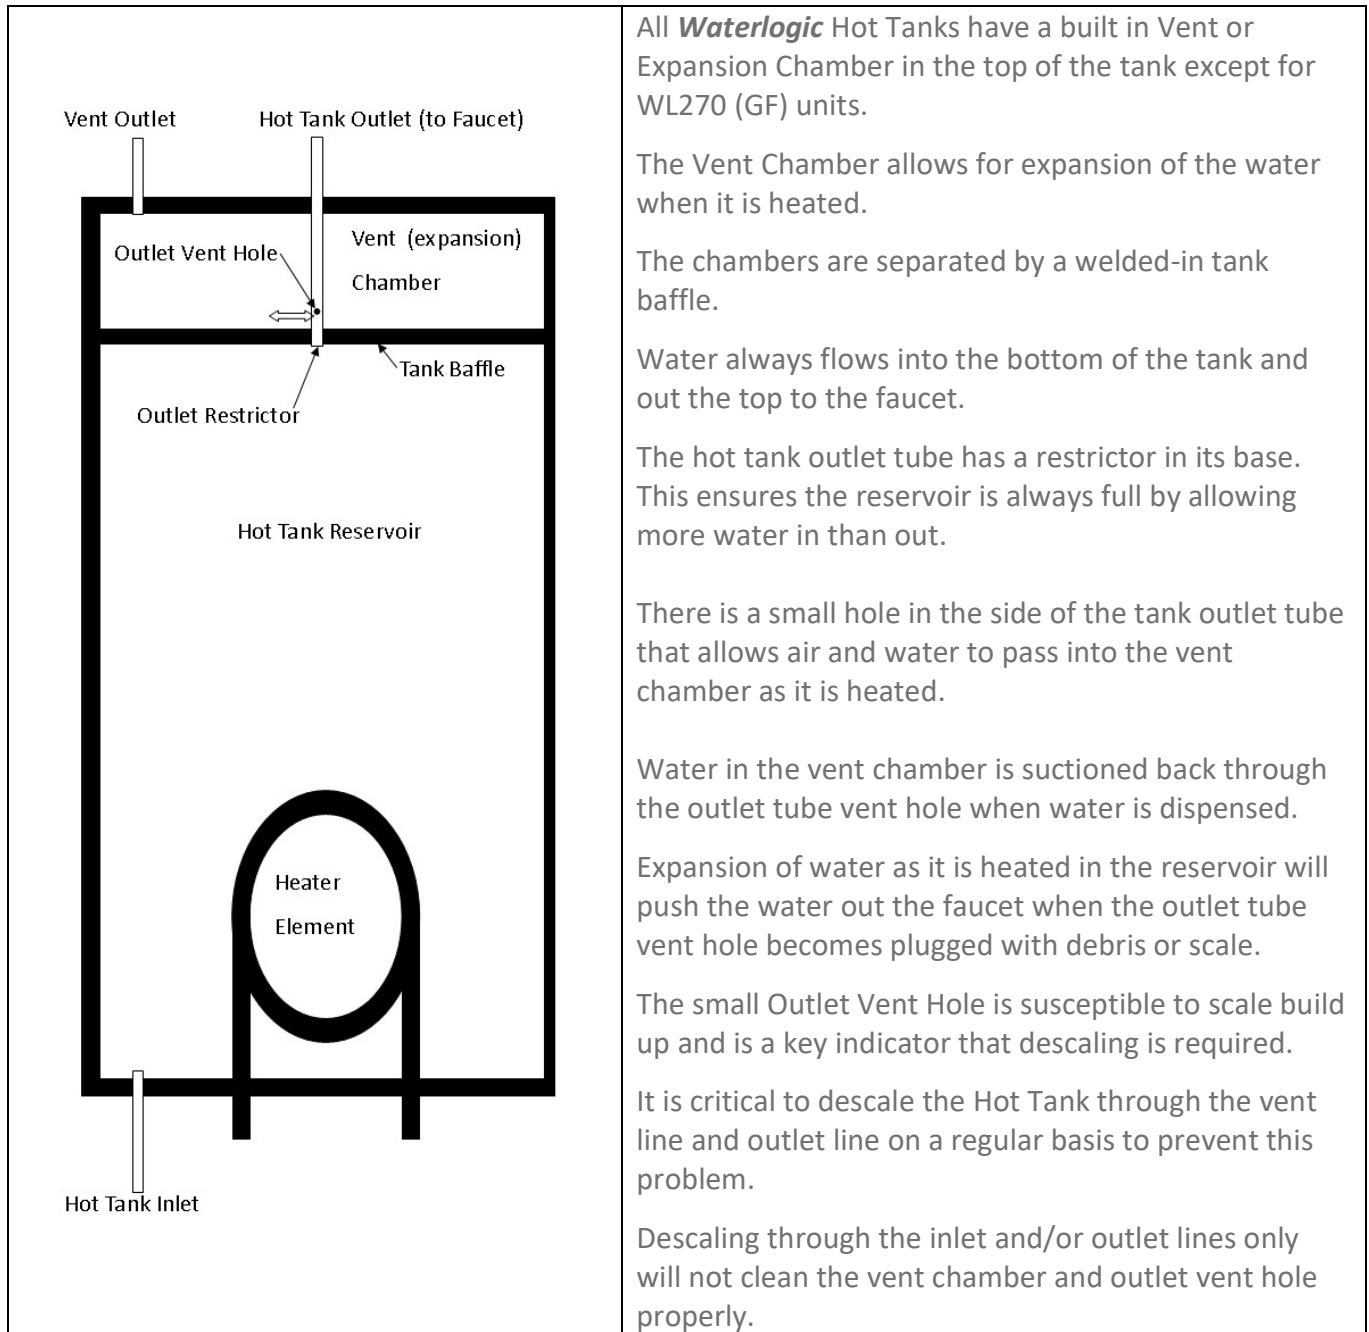 Vent Outlet
Hot Tank Outlet (to Faucet)
Outlet Vent Hole
Vent (expansion)
Chamber
Tank Baffle
Outlet Restrictor
Hot Tank Reservoir
Heater
Element
Hot Tank Inlet
All Waterlogic Hot Tanks have a built in Vent or
Expansion Chamber in the top of the tank except for
WL270 (GF) units.
The Vent Chamber allows for expansion of the water
when it is heated.
The chambers are separated by a welded-in tank
baffle.
Water always flows into the bottom of the tank and
out the top to the faucet.
The hot tank outlet tube has a restrictor in its base.
This ensures the reservoir is always full by allowing
more water in than out.
There is a small hole in the side of the tank outlet tube
that allows air and water to pass into the vent
chamber as it is heated.
Water in the vent chamber is suctioned back through
the outlet tube vent hole when water is dispensed.
Expansion of water as it is heated in the reservoir will
push the water out the faucet when the outlet tube
vent hole becomes plugged with debris or scale.
The small Outlet Vent Hole is susceptible to scale build
up and is a key indicator that descaling is required.
It is critical to descale the Hot Tank through the vent
line and outlet line on a regular basis to prevent this
problem.
Descaling through the inlet and/or outlet lines only
will not clean the vent chamber and outlet vent hole
properly.